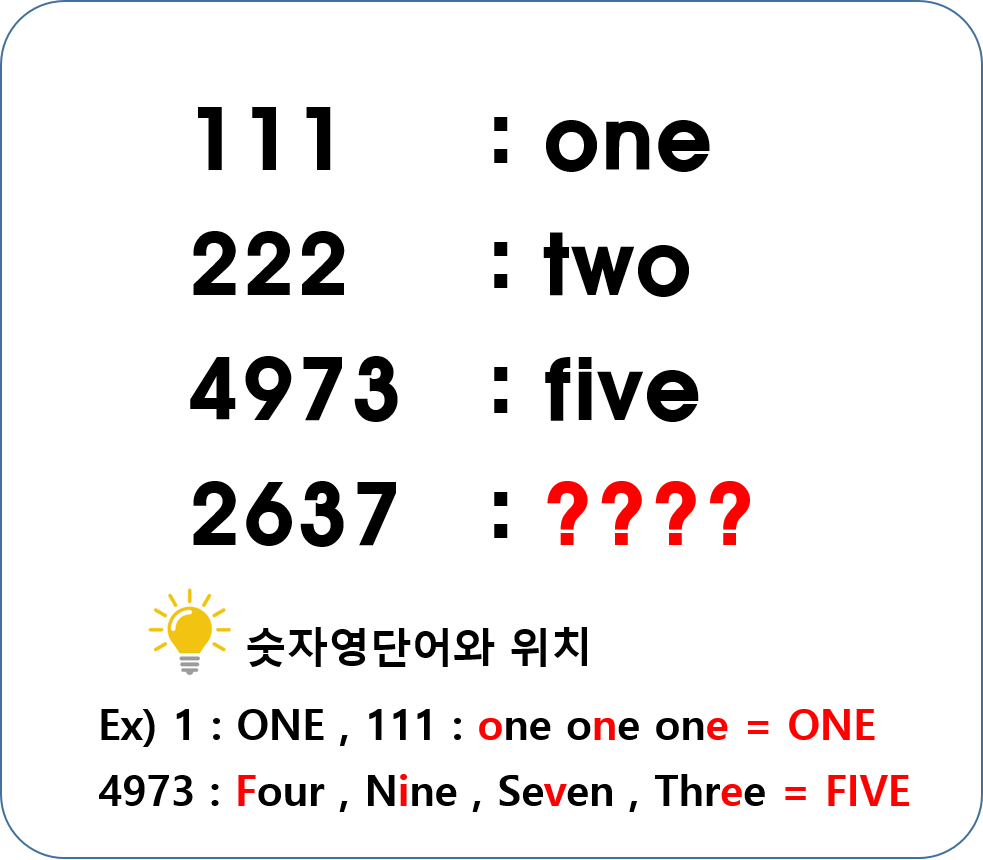 111 : one
222 : two
4973 : five
2637 : ????
숫자영단어와 위치
Ex) 1 : ONE , 111 : one one one = ONE
4973 : Four , Nine , Seven , Three = FIVE